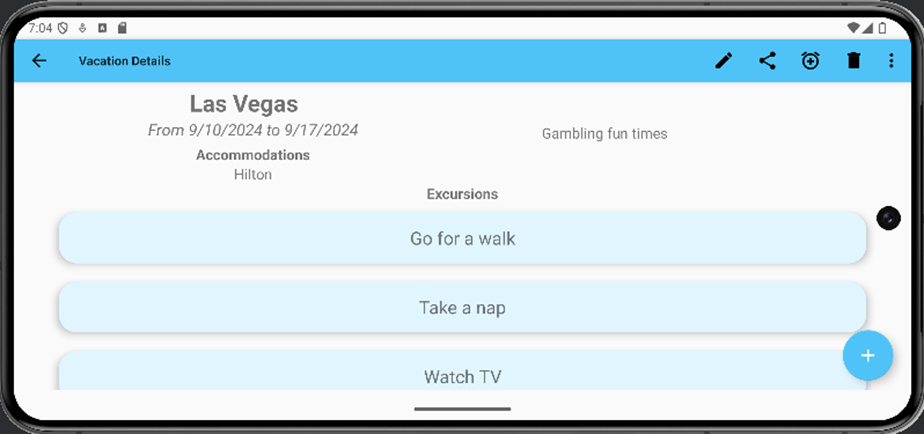 7:04
Vacation Details
Las Vegas
From 9/10/2024 to 9/17/2024
Gambling fun times
Accommodations
Hilton
Excursions
Go for a walk
Take a nap
Watch TV